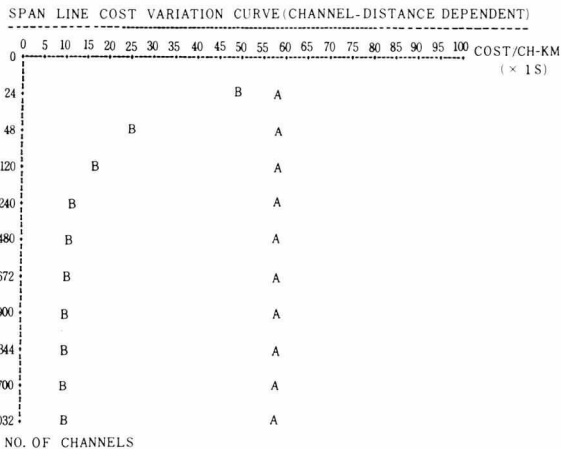 SPAN LINE COST VARIATION CURVE(CHANNEL-DISTANCE DEPENDENT)
0 5 10 15 20 25 30 35 40 45 50 55 60 65 70 75 80 85 90 95 100 COST/CH-KM
(× 1S)
0
24 B A
48 B A
120 B A
240 B A
480 B A
672 B A
B A
B A
B A
B A
NO. OF CHANNELS